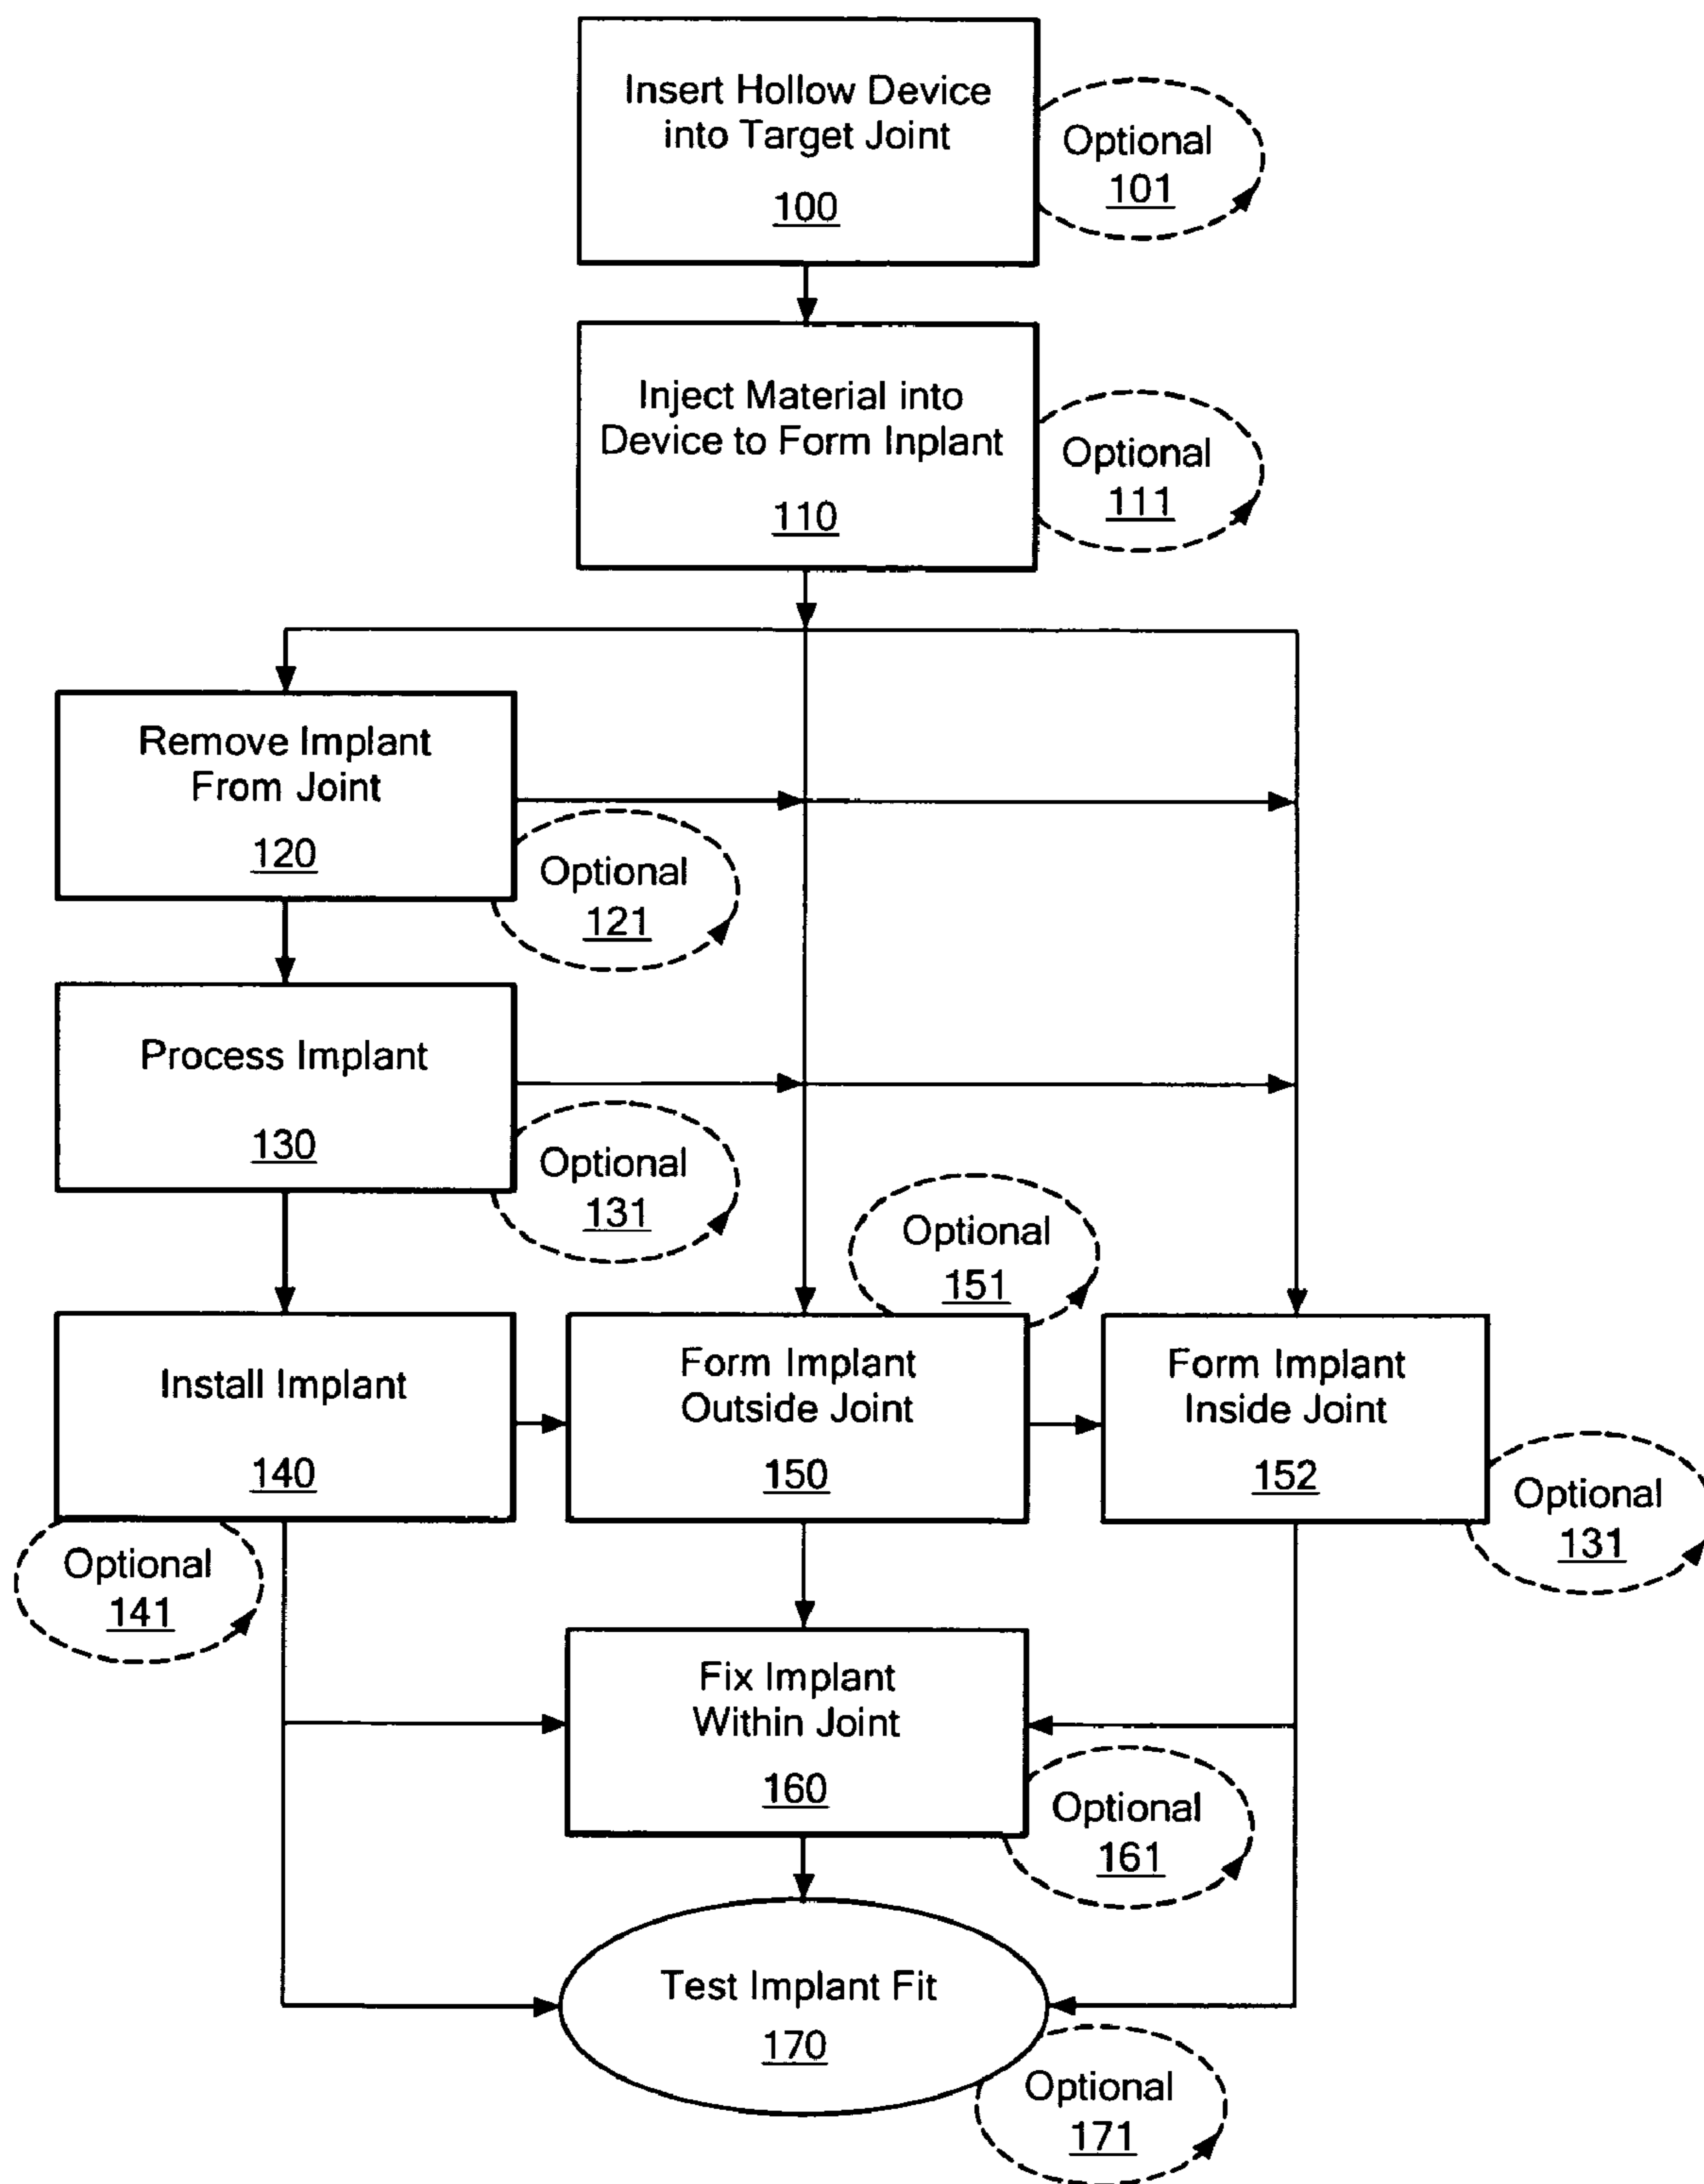 Insert Hollow Device
into Target Joint
100
Optional
101
Inject Material into
Device to Form Inplant
110
Optional
111
Remove Implant
From Joint
120
Optional
121
Process Implant
130
Optional
131
Install Implant
140
Optional
141
Optional
151
Form Implant
Outside Joint
150
Form Implant
Inside Joint
152
Optional
131
Fix Implant
Within Joint
160
Optional
161
Test Implant Fit
170
Optional
171